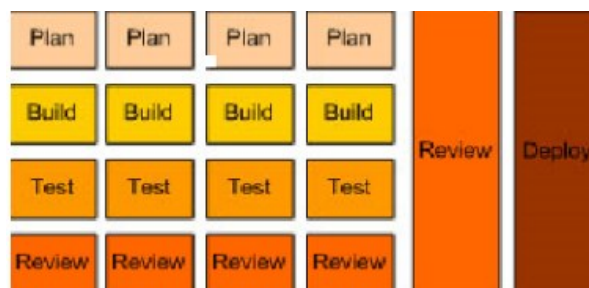 Plan Plan Plan Plan
Build Build Build Build
Review Deploy
Test Test Test Test
Review Review Review Review